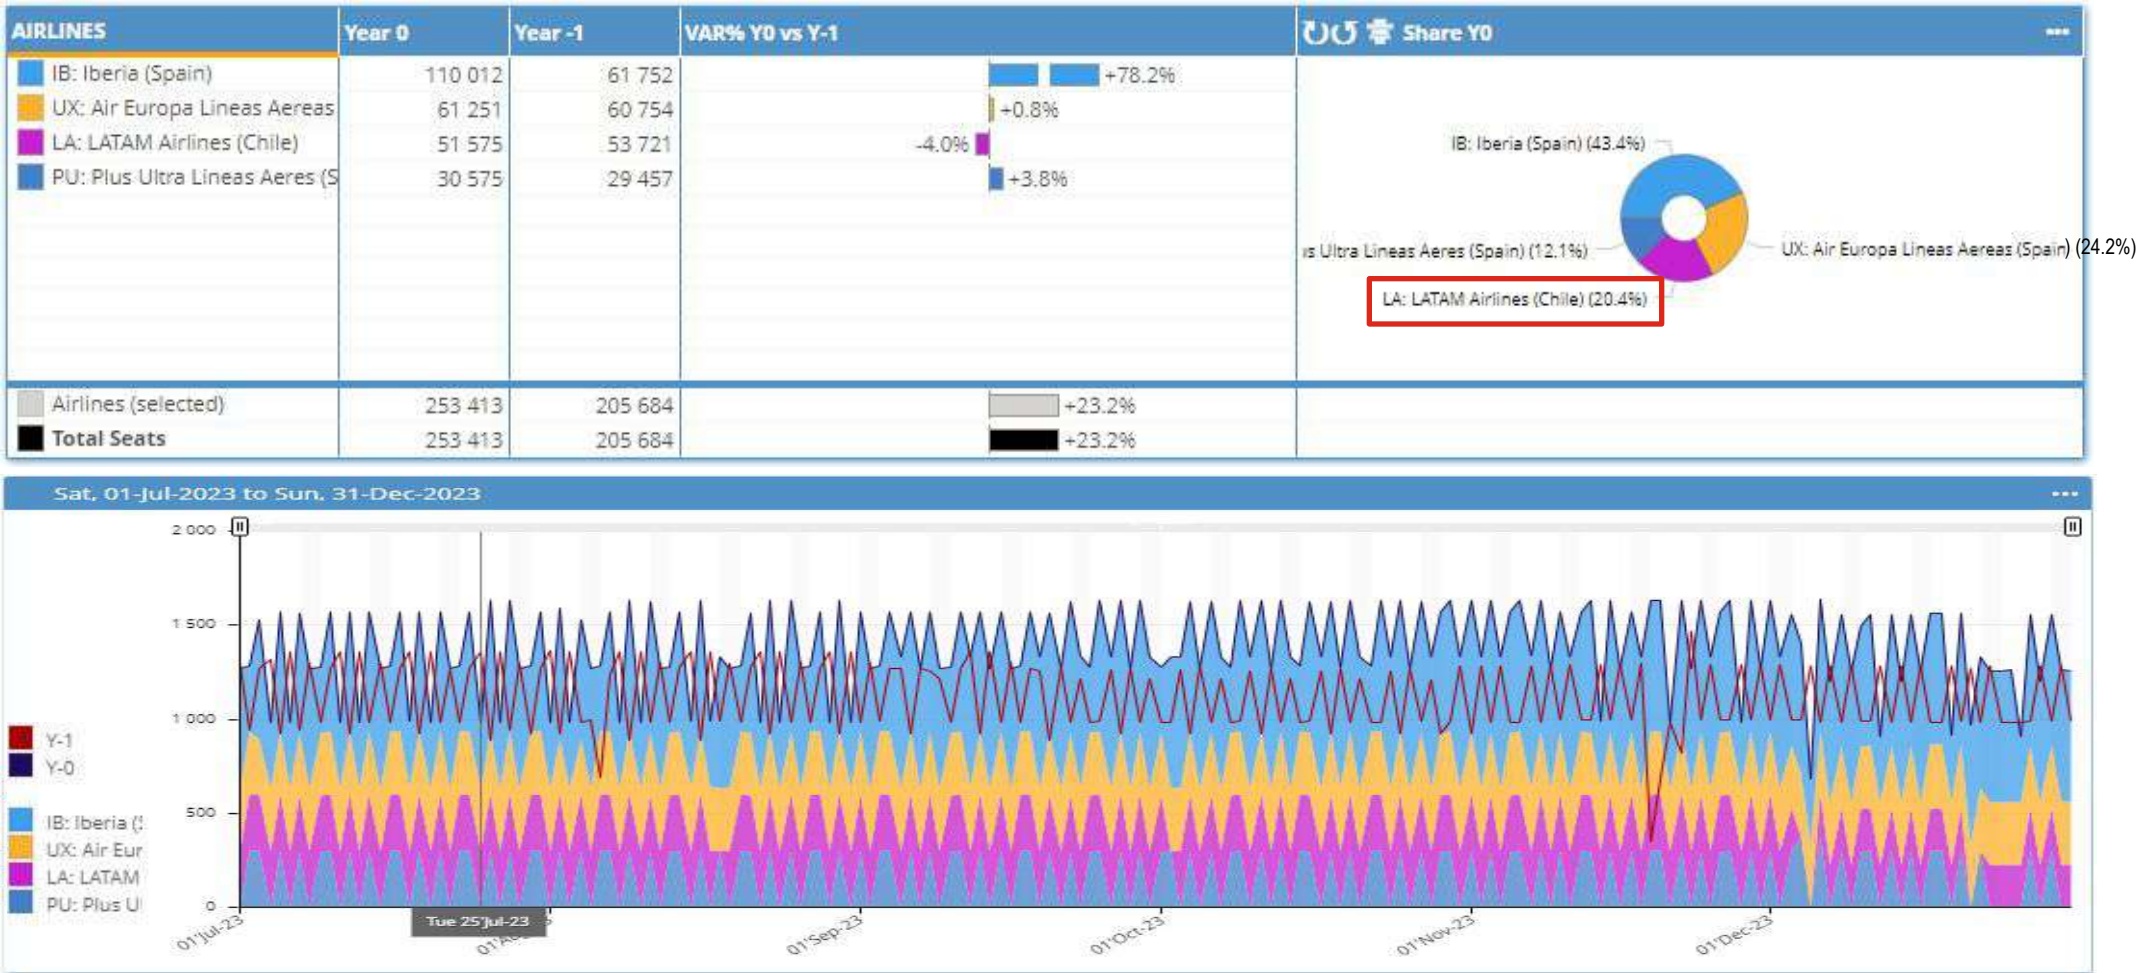 AIRLINES Year 0 Year -1 VAR% Y0 vs Y-1 Share Y0
IB: Iberia (Spain) 110 012 61 752 +78.2%
UX: Air Europa Lineas Aereas 61 251 60 754 +0.8%
LA: LATAM Airlines (Chile) 51 575 53 721 -4.0%
PU: Plus Ultra Lineas Aeres (S 30 575 29 457 +3.8%
IB: Iberia (Spain) (43.4%)
us Ultra Lineas Aeres (Spain) (12.1%)
UX: Air Europa Lineas Aereas (Spain) (24.2%)
LA: LATAM Airlines (Chile) (20.4%)
Airlines (selected) 253 413 205 684 +23.2%
Total Seats 253 413 205 684 +23.2%
Sat, 01-Jul-2023 to Sun, 31-Dec-2023
2 000
1 500
1 000
500
0
Y-1
Y-0
IB: Iberia (
UX: Air Eur
LA: LATAM
PU: Plus U
Tue 25'Jul-23
01'Jul-23 01'Sep-23 01'Oct-23 01'Nov-23 01'Dec-23